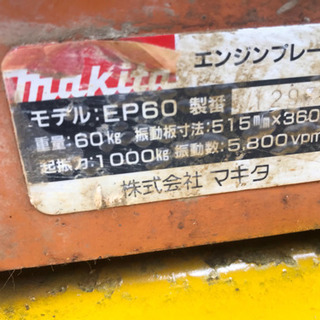 makita エンジンプレー
モデル:EP60 製番 129
重量:60kg 振動板寸法:515㎜×360
起振力:1000kg 振動数:5,800vpm
株式会社 マキタ